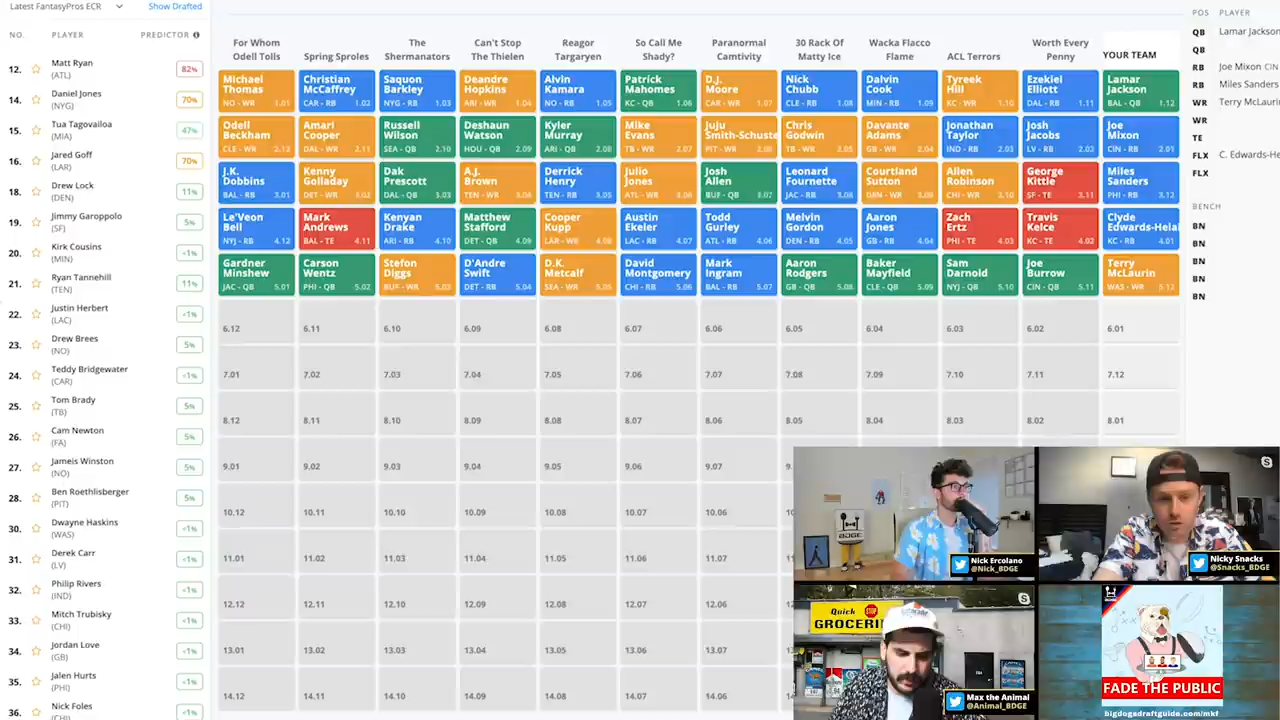 Latest FantasyPros ECR
Show Drafted
NO. PLAYER PREDICTOR
12. Matt Ryan (ATL) 82%
14. Daniel Jones (NYG) 70%
15. Tua Tagovailoa (MIA) 47%
16. Jared Goff (LAR) 70%
18. Drew Lock (DEN) 11%
19. Jimmy Garoppolo (SF) 5%
20. Kirk Cousins (MIN) <1%
21. Ryan Tannehill (TEN) 11%
22. Justin Herbert (LAC) <1%
23. Drew Brees (NO) 5%
24. Teddy Bridgewater (CAR) <1%
25. Tom Brady (TB) 5%
26. Cam Newton (FA) 5%
27. Jameis Winston (NO) 5%
28. Ben Roethlisberger (PIT) 5%
30. Dwayne Haskins (WAS) <1%
31. Derek Carr (LV) <1%
32. Philip Rivers (IND) <1%
33. Mitch Trubisky (CHI) <1%
34. Jordan Love (GB) <1%
35. Jalen Hurts (PHI) <1%
36. Nick Foles (CHI) <1%
For Whom Odell Tolls
Spring Sproles
The Shermanators
Can't Stop The Thielen
Reagor Targaryen
So Call Me Shady?
Paranormal Camtivity
30 Rack Of Matty Ice
Wacka Flacco Flame
ACL Terrors
Worth Every Penny
YOUR TEAM
Michael Thomas NO - WR 1.01
Christian McCaffrey CAR - RB 1.02
Saquon Barkley NYG - RB 1.03
Deandre Hopkins ARI - WR 1.04
Alvin Kamara NO - RB 1.05
Patrick Mahomes KC - QB 1.06
D.J. Moore CAR - WR 1.07
Nick Chubb CLE - RB 1.08
Dalvin Cook MIN - RB 1.09
Tyreek Hill KC - WR 1.10
Ezekiel Elliott DAL - RB 1.11
Lamar Jackson BAL - QB 1.12
Odell Beckham CLE - WR 2.12
Amari Cooper DAL - WR 2.11
Russell Wilson SEA - QB 2.10
Deshaun Watson HOU - QB 2.09
Kyler Murray ARI - QB 2.08
Mike Evans TB - WR 2.07
JuJu Smith-Schuste PIT - WR 2.06
Chris Godwin TB - WR 2.05
Davante Adams GB - WR 2.04
Jonathan Taylor IND - RB 2.03
Josh Jacobs LV - RB 2.02
Joe Mixon CIN - RB 2.01
J.K. Dobbins BAL - RB 3.01
Kenny Golladay DET - WR 3.02
Dak Prescott DAL - QB 3.03
A.J. Brown TEN - WR 3.04
Derrick Henry TEN - RB 3.05
Julio Jones ATL - WR 3.06
Josh Allen BUF - QB 3.07
Leonard Fournette JAC - RB 3.08
Courtland Sutton DEN - WR 3.09
Allen Robinson CHI - WR 3.10
George Kittle SF - TE 3.11
Miles Sanders PHI - RB 3.12
Le'Veon Bell NYJ - RB 4.12
Mark Andrews BAL - TE 4.11
Kenyan Drake ARI - RB 4.10
Matthew Stafford DET - QB 4.09
Cooper Kupp LAR - WR 4.08
Austin Ekeler LAC - RB 4.07
Todd Gurley ATL - RB 4.06
Melvin Gordon DEN - RB 4.05
Aaron Jones GB - RB 4.04
Zach Ertz PHI - TE 4.03
Travis Kelce KC - TE 4.02
Clyde Edwards-Helai KC - RB 4.01
Gardner Minshew JAC - QB 5.01
Carson Wentz PHI - QB 5.02
Stefon Diggs BUF - WR 5.03
D'Andre Swift DET - RB 5.04
D.K. Metcalf SEA - WR 5.05
David Montgomery CHI - RB 5.06
Mark Ingram BAL - RB 5.07
Aaron Rodgers GB - QB 5.08
Baker Mayfield CLE - QB 5.09
Sam Darnold NYJ - QB 5.10
Joe Burrow CIN - QB 5.11
Terry McLaurin WAS - WR 5.12
6.12 6.11 6.10 6.09 6.08 6.07 6.06 6.05 6.04 6.03 6.02 6.01
7.01 7.02 7.03 7.04 7.05 7.06 7.07 7.08 7.09 7.10 7.11 7.12
8.12 8.11 8.10 8.09 8.08 8.07 8.06 8.05 8.04 8.03 8.02 8.01
9.01 9.02 9.03 9.04 9.05 9.06 9.07
10.12 10.11 10.10 10.09 10.08 10.07 10.06
11.01 11.02 11.03 11.04 11.05 11.06 11.07
12.12 12.11 12.10 12.09 12.08 12.07 12.06
13.01 13.02 13.03 13.04 13.05 13.06 13.07
14.12 14.11 14.10 14.09 14.08 14.07 14.06
POS PLAYER
QB Lamar Jackson
QB
RB Joe Mixon CIN
RB Miles Sanders
WR Terry McLauri
WR
TE
FLX C. Edwards-He
FLX
BENCH
BN
BN
BN
BN
BN
BDGE
Nick Ercolano
@Nick_BDGE
Nicky Snacks
@Snacks_BDGE
Quick STOP
GROCERI
Max the Animal
@Animal_BDGE
FADE THE PUBLIC
bigdogsdraftguide.com/mkf